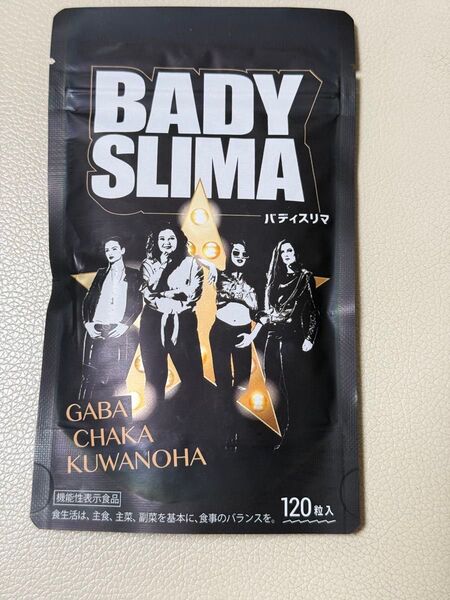 BADY
SLIMA
バディスリマ
GABA
CHAKA
KUWANOHA
機能性表示食品
食生活は、主食、主菜、副菜を基本に、食事のバランスを。
120粒入